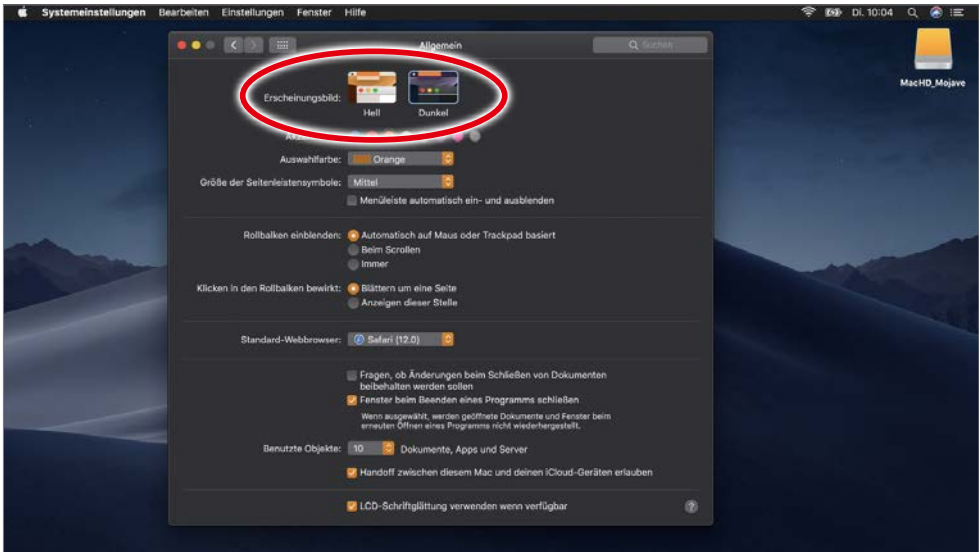 Systemeinstellungen Bearbeiten Einstellungen Fenster Hilfe Di. 10:04
Allgemein
Suchen
MacHD_Mojave
Erscheinungsbild:
Hell Dunkel
Auswahlfarbe: Orange
Größe der Seitenleistensymbole: Mittel
Menüleiste automatisch ein- und ausblenden
Rollbalken einblenden: Automatisch auf Maus oder Trackpad basiert
Beim Scrollen
Immer
Klicken in den Rollbalken bewirkt: Blättern um eine Seite
Anzeigen dieser Stelle
Standard-Webbrowser: Safari (12.0)
Fragen, ob Änderungen beim Schließen von Dokumenten
beibehalten werden sollen
Fenster beim Beenden eines Programms schließen
Wenn ausgewählt, werden geöffnete Dokumente und Fenster beim
erneuten Öffnen eines Programms nicht wiederhergestellt.
Benutzte Objekte: 10 Dokumente, Apps und Server
Handoff zwischen diesem Mac und deinen iCloud-Geräten erlauben
LCD-Schriftglättung verwenden wenn verfügbar
?